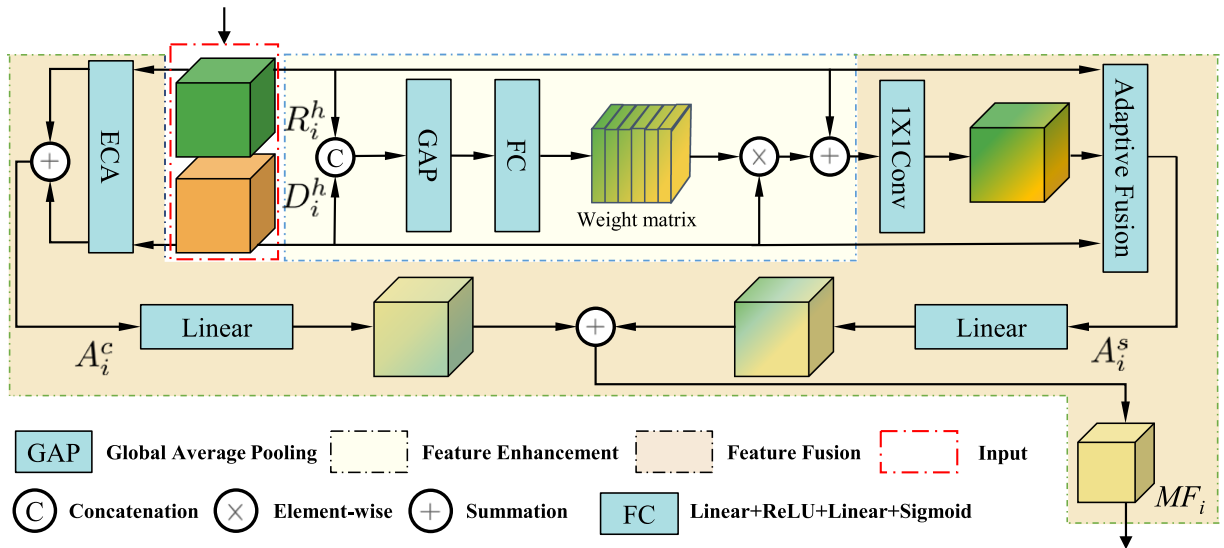 ECA
R_i^h
D_i^h
C
GAP
FC
Weight matrix
1X1Conv
Adaptive Fusion
Linear
Linear
A_i^c
A_i^s
GAP Global Average Pooling Feature Enhancement Feature Fusion Input
MF_i
C Concatenation × Element-wise + Summation FC Linear+ReLU+Linear+Sigmoid